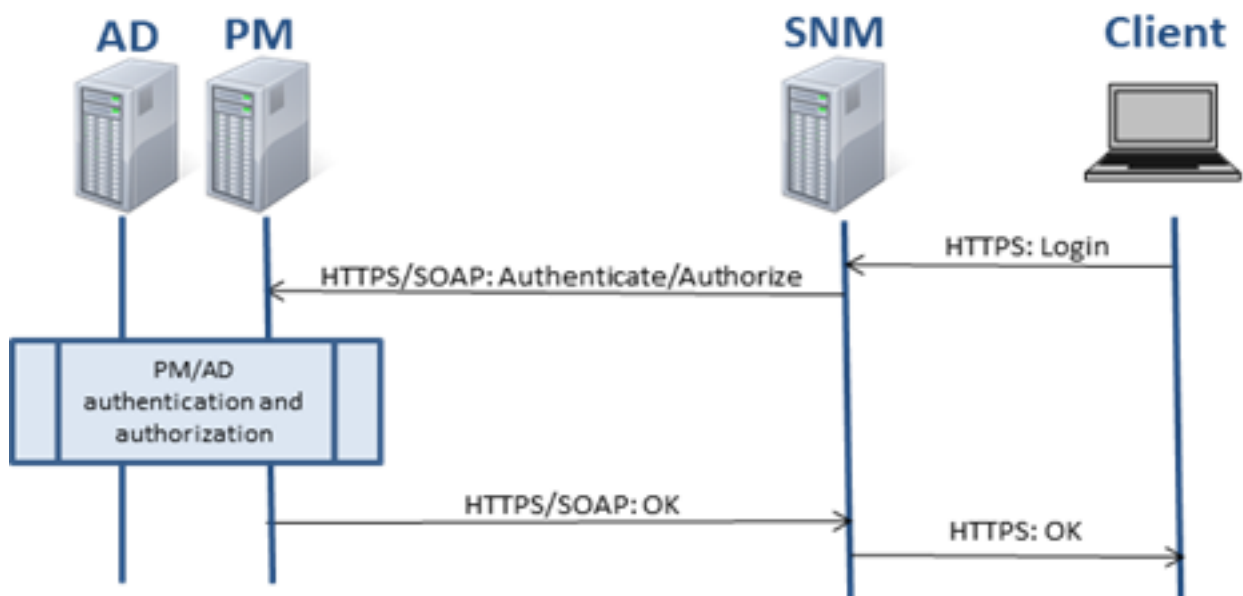 AD
PM
SNM
Client
HTTPS: Login
HTTPS/SOAP: Authenticate/Authorize
PM/AD
authentication and
authorization
HTTPS/SOAP: OK
HTTPS: OK